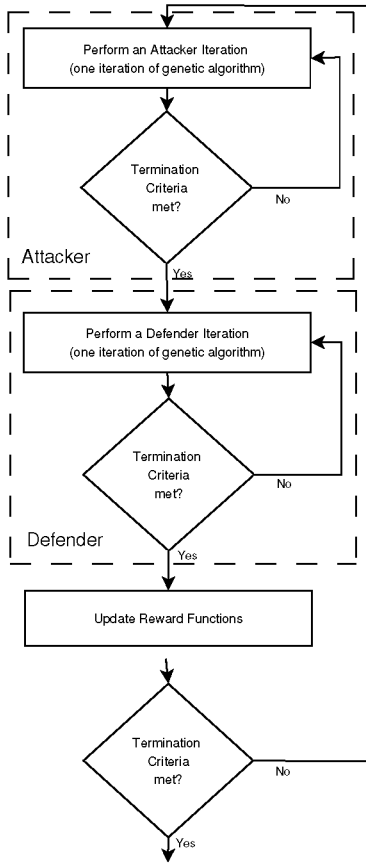 Perform an Attacker Iteration
(one iteration of genetic algorithm)
Termination
Criteria
met?
No
Attacker
Yes
Perform a Defender Iteration
(one iteration of genetic algorithm)
Termination
Criteria
met?
No
Defender
Yes
Update Reward Functions
Termination
Criteria
met?
No
Yes